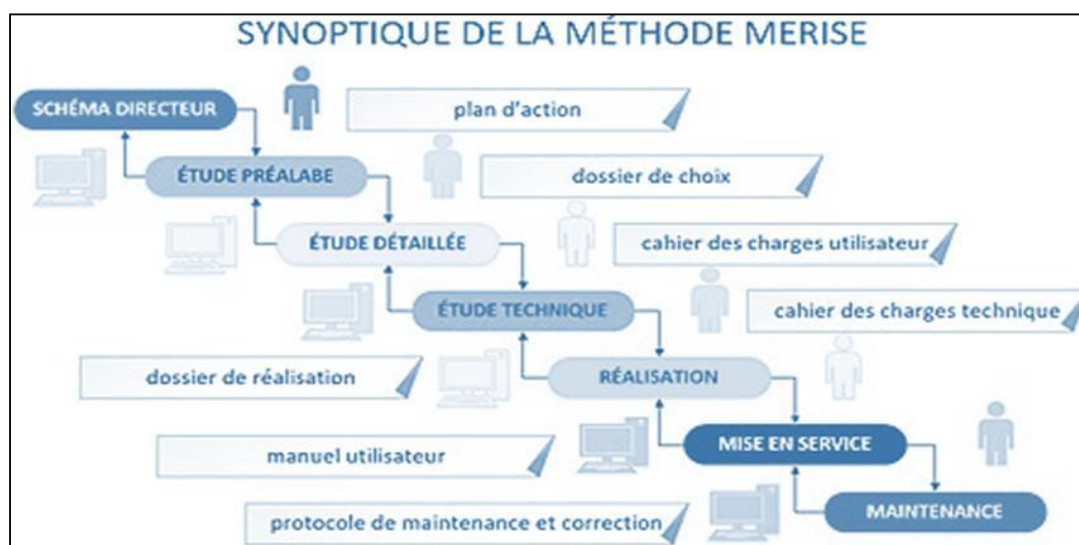 SYNOPTIQUE DE LA MÉTHODE MERISE
SCHÉMA DIRECTEUR
plan d'action
ÉTUDE PRÉALABE
dossier de choix
ÉTUDE DÉTAILLÉE
cahier des charges utilisateur
ÉTUDE TECHNIQUE
cahier des charges technique
dossier de réalisation
RÉALISATION
manuel utilisateur
MISE EN SERVICE
protocole de maintenance et correction
MAINTENANCE